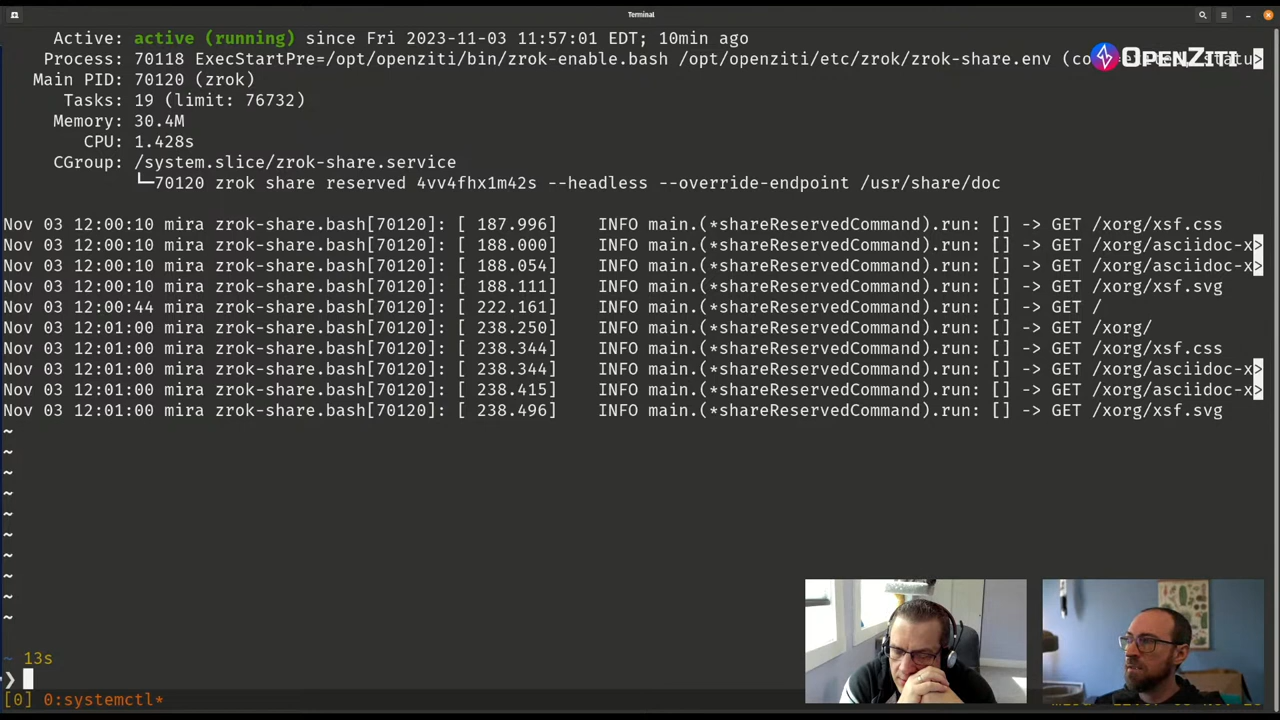 Terminal
Active: active (running) since Fri 2023-11-03 11:57:01 EDT; 10min ago
Process: 70118 ExecStartPre=/opt/openziti/bin/zrok-enable.bash /opt/openziti/etc/zrok/zrok-share.env >
OPENZITI
Main PID: 70120 (zrok)
Tasks: 19 (limit: 76732)
Memory: 30.4M
CPU: 1.428s
CGroup: /system.slice/zrok-share.service
└─70120 zrok share reserved 4vv4fhx1m42s --headless --override-endpoint /usr/share/doc
Nov 03 12:00:10 mira zrok-share.bash[70120]: [ 187.996]    INFO main.(*shareReservedCommand).run: [] -> GET /xorg/xsf.css
Nov 03 12:00:10 mira zrok-share.bash[70120]: [ 188.000]    INFO main.(*shareReservedCommand).run: [] -> GET /xorg/asciidoc-x>
Nov 03 12:00:10 mira zrok-share.bash[70120]: [ 188.054]    INFO main.(*shareReservedCommand).run: [] -> GET /xorg/asciidoc-x>
Nov 03 12:00:10 mira zrok-share.bash[70120]: [ 188.111]    INFO main.(*shareReservedCommand).run: [] -> GET /xorg/xsf.svg
Nov 03 12:00:44 mira zrok-share.bash[70120]: [ 222.161]    INFO main.(*shareReservedCommand).run: [] -> GET /
Nov 03 12:01:00 mira zrok-share.bash[70120]: [ 238.250]    INFO main.(*shareReservedCommand).run: [] -> GET /xorg/
Nov 03 12:01:00 mira zrok-share.bash[70120]: [ 238.344]    INFO main.(*shareReservedCommand).run: [] -> GET /xorg/xsf.css
Nov 03 12:01:00 mira zrok-share.bash[70120]: [ 238.344]    INFO main.(*shareReservedCommand).run: [] -> GET /xorg/asciidoc-x>
Nov 03 12:01:00 mira zrok-share.bash[70120]: [ 238.415]    INFO main.(*shareReservedCommand).run: [] -> GET /xorg/asciidoc-x>
Nov 03 12:01:00 mira zrok-share.bash[70120]: [ 238.496]    INFO main.(*shareReservedCommand).run: [] -> GET /xorg/xsf.svg
~
~
~
~
~
~
~
~
~
~
~ 13s
❯
[0] 0:systemctl*